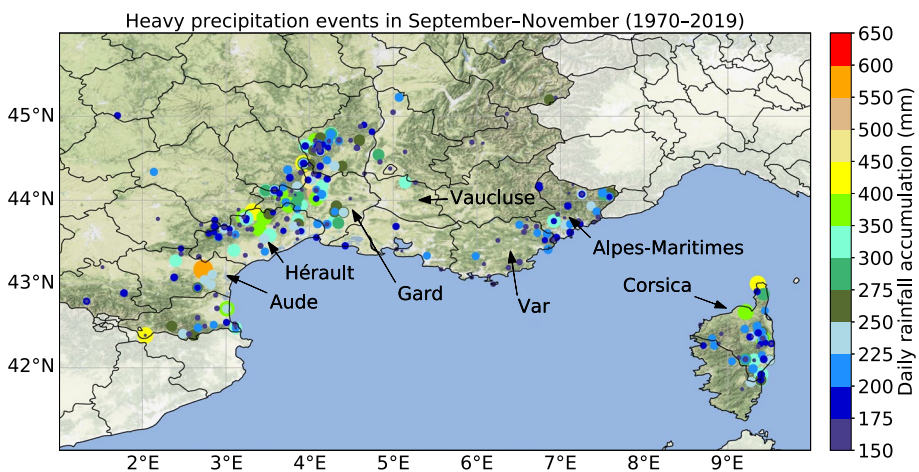 Heavy precipitation events in September–November (1970–2019)
45°N
44°N
43°N
42°N
2°E
3°E
4°E
5°E
6°E
7°E
8°E
9°E
Vaucluse
Alpes-Maritimes
Hérault
Corsica
Gard
Aude
Var
650
600
550
500
450
400
350
300
275
250
225
200
175
150
Daily rainfall accumulation (mm)